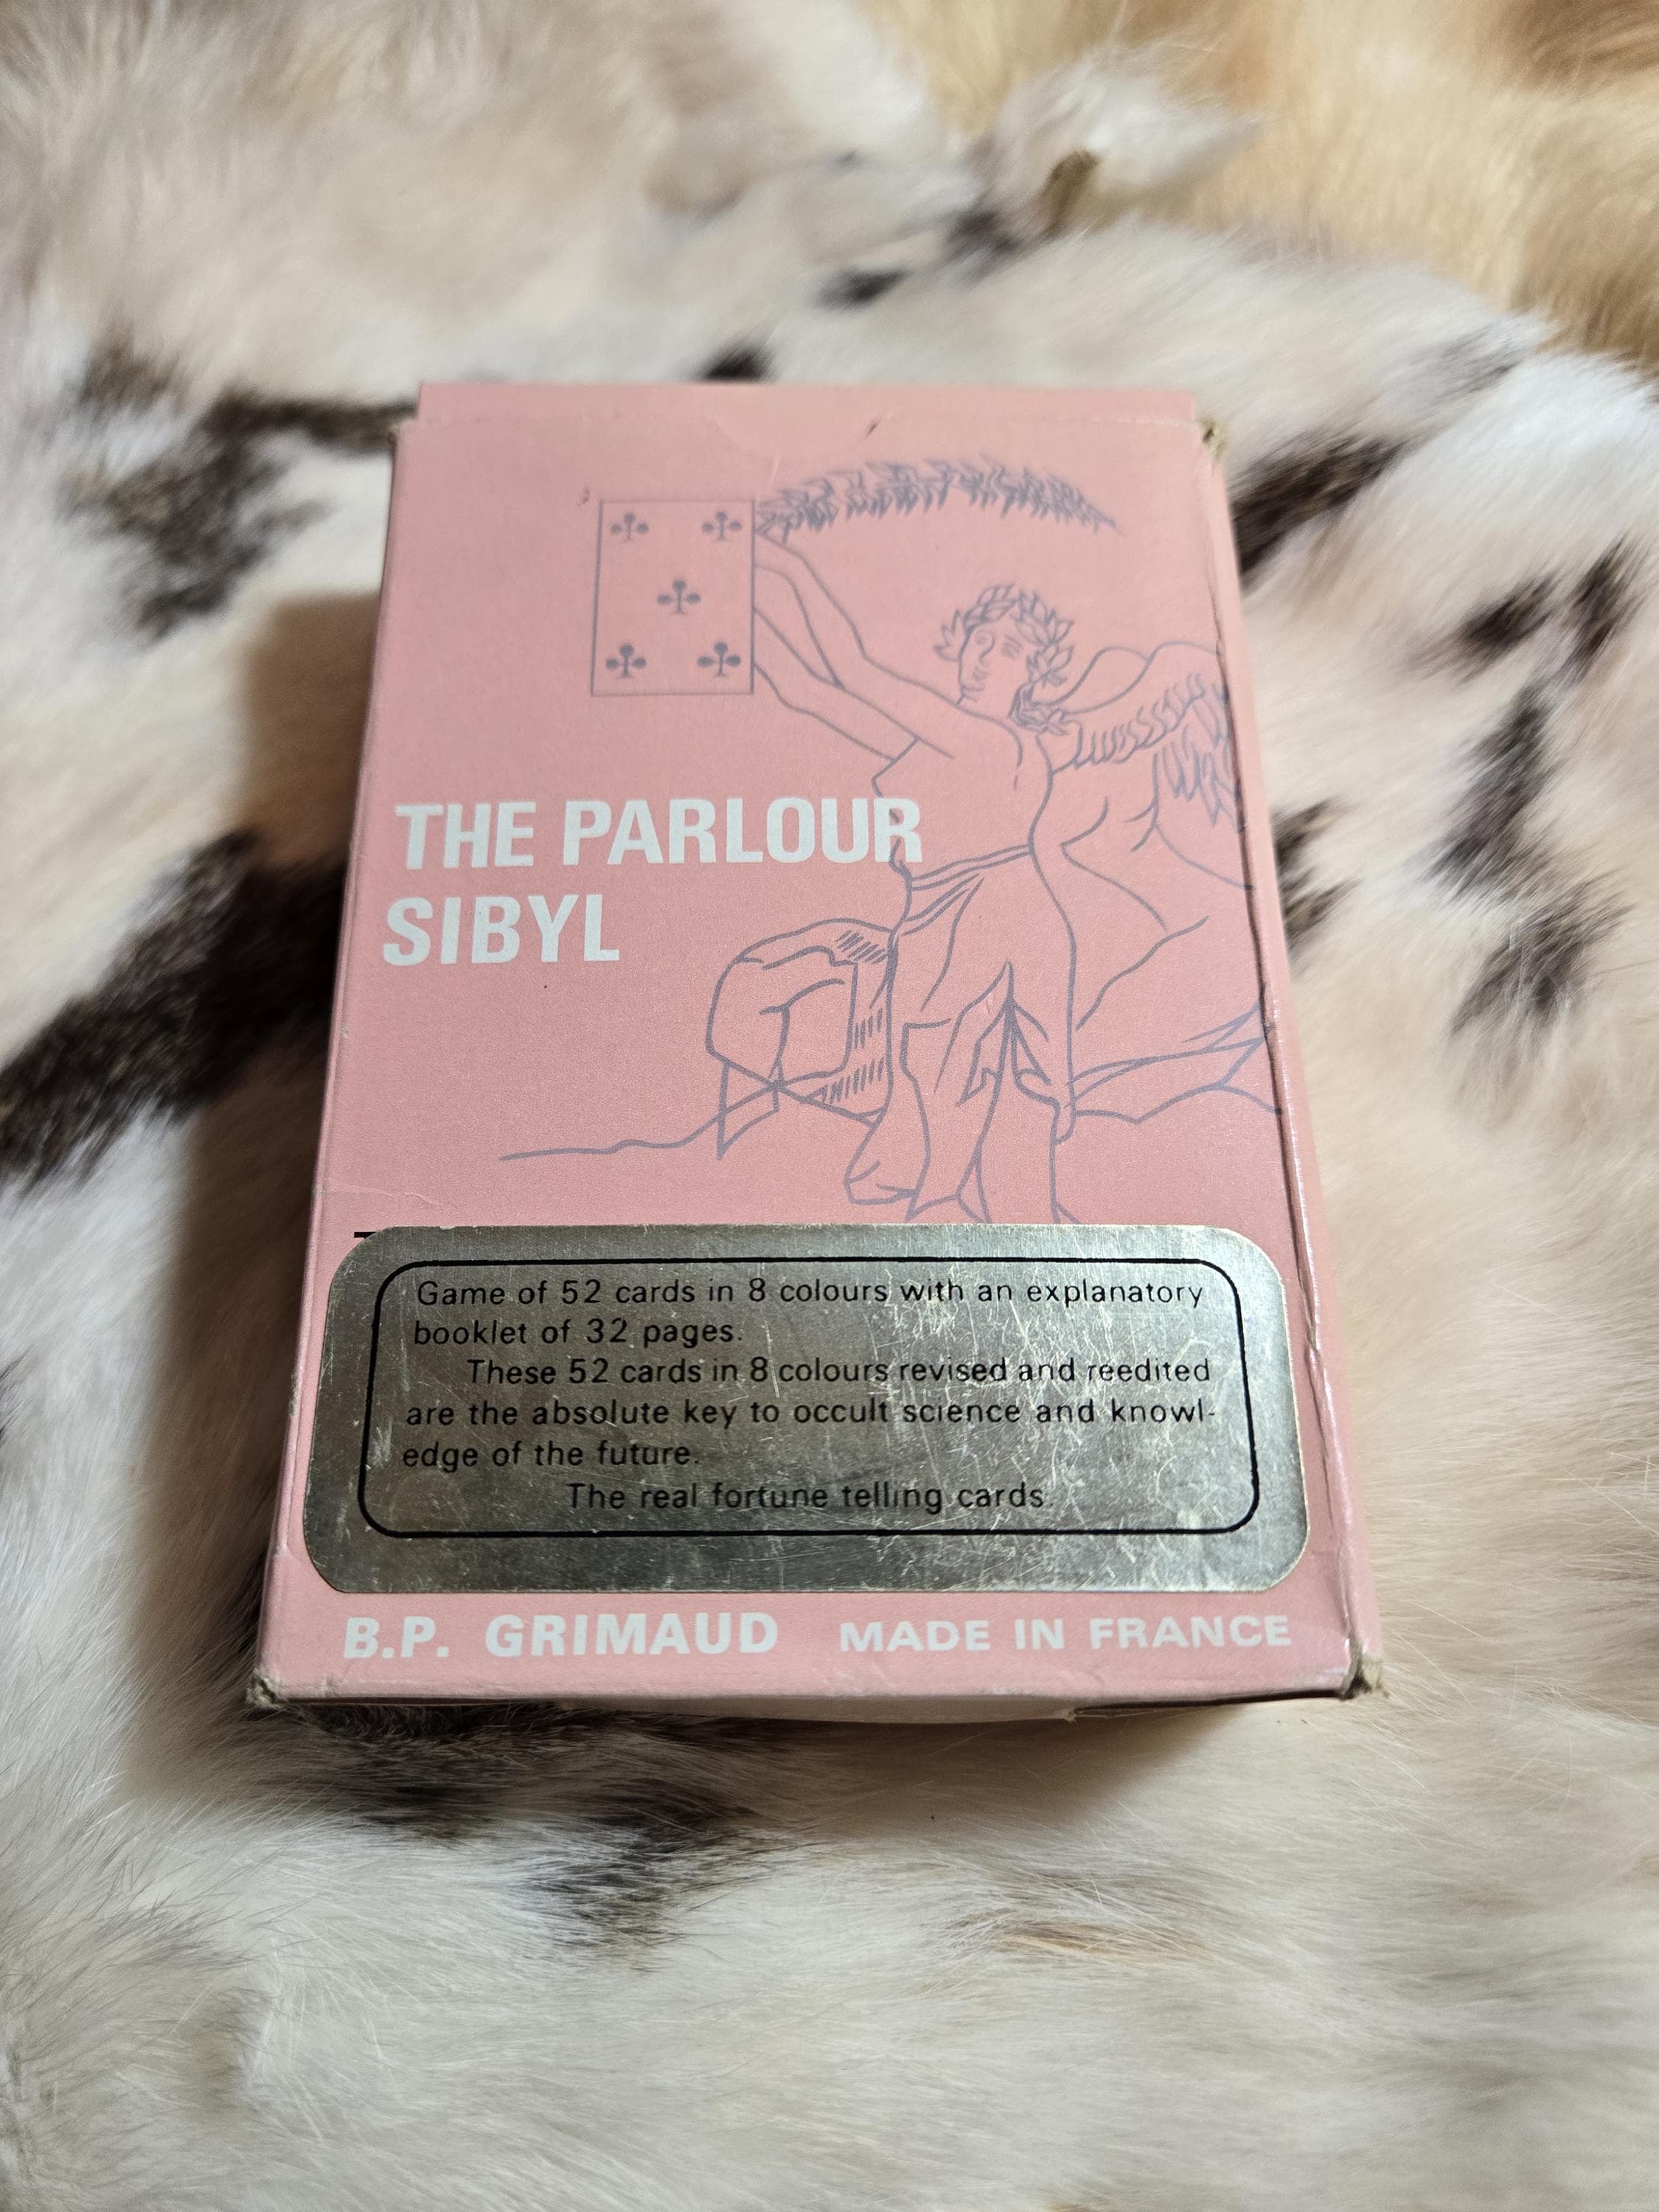 THE PARLOUR
SIBYL
Game of 52 cards in 8 colours with an explanatory
booklet of 32 pages.
These 52 cards in 8 colours revised and reedited
are the absolute key to occult science and knowl-
edge of the future.
The real fortune telling cards.
B.P. GRIMAUD MADE IN FRANCE